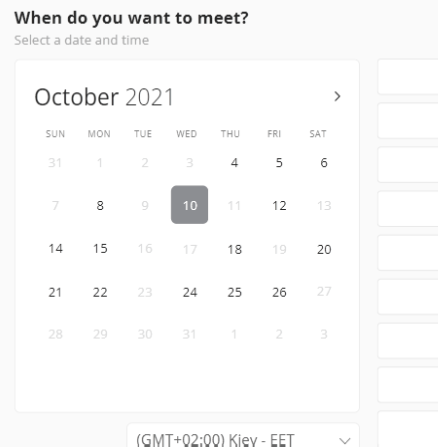 When do you want to meet?
Select a date and time
October 2021
SUN MON TUE WED THU FRI SAT
31 1 2 3 4 5 6
7 8 9 10 11 12 13
14 15 16 17 18 19 20
21 22 23 24 25 26 27
28 29 30 31 1 2 3
(GMT+02:00) Kiev - EET